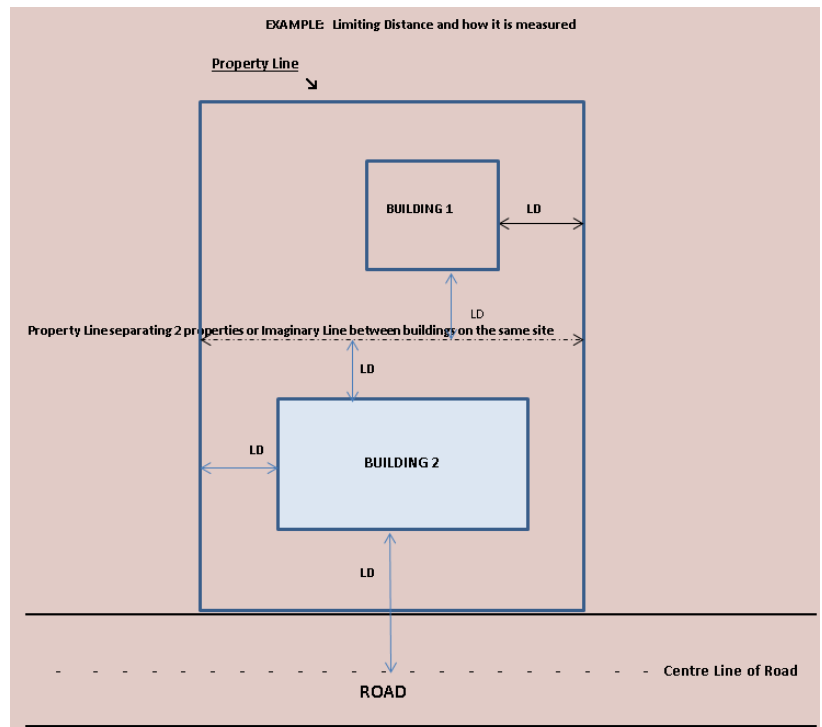 EXAMPLE: Limiting Distance and how it is measured
Property Line
BUILDING 1
LD
LD
Property Line separating 2 properties or Imaginary Line between buildings on the same site
LD
LD
BUILDING 2
LD
Centre Line of Road
ROAD